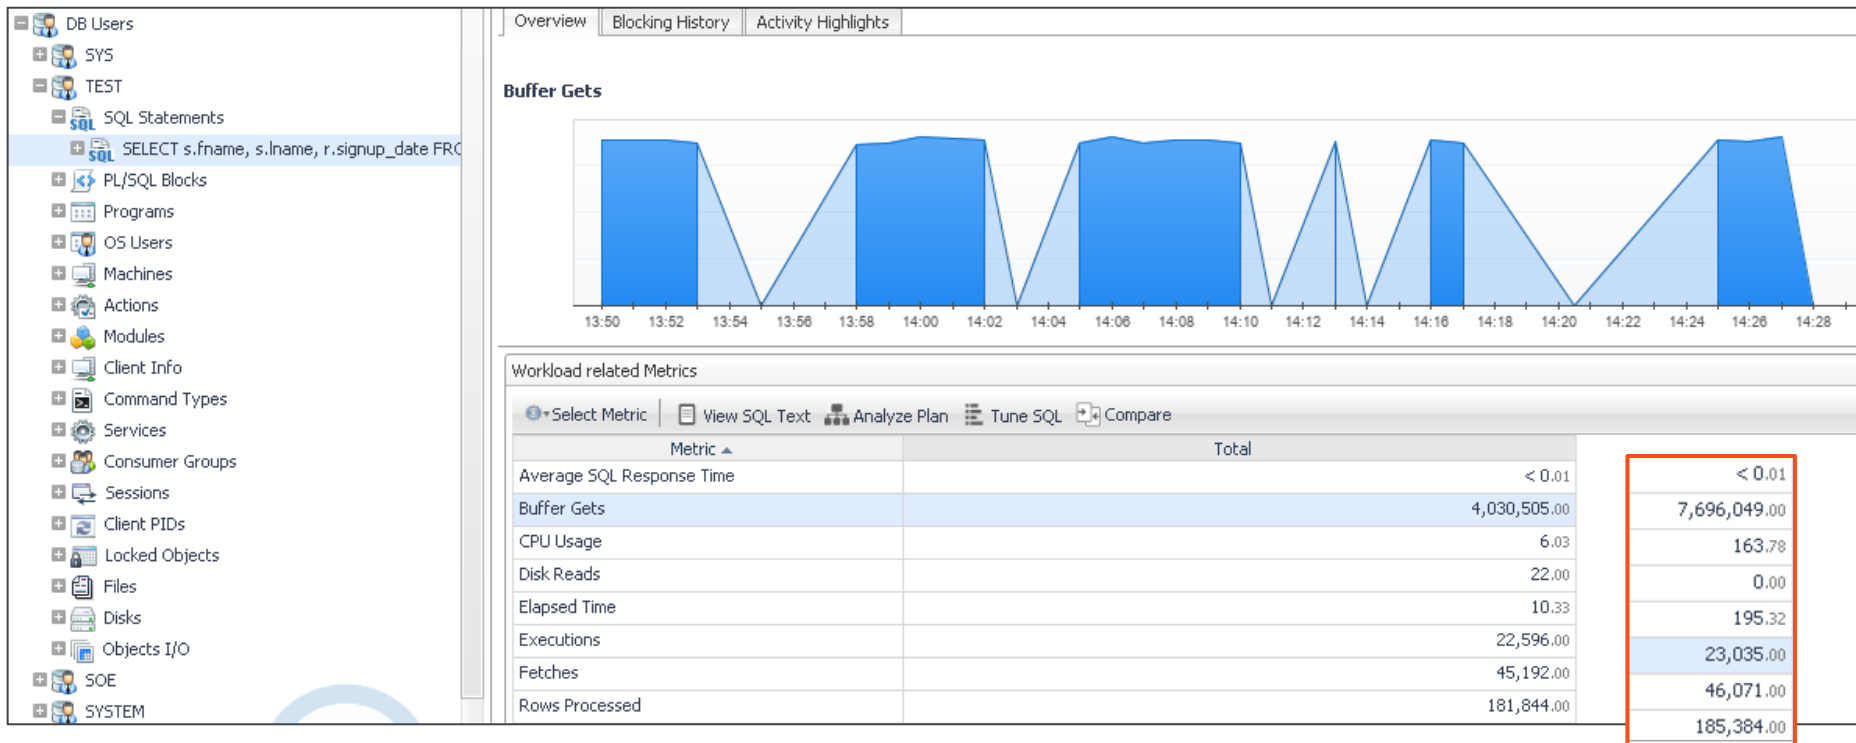 DB Users
SYS
TEST
SQL Statements
SELECT s.fname, s.lname, r.signup_date FRO
PL/SQL Blocks
Programs
OS Users
Machines
Actions
Modules
Client Info
Command Types
Services
Consumer Groups
Sessions
Client PIDs
Locked Objects
Files
Disks
Objects I/O
SOE
SYSTEM
Overview Blocking History Activity Highlights
Buffer Gets
13:50 13:52 13:54 13:56 13:58 14:00 14:02 14:04 14:06 14:08 14:10 14:12 14:14 14:16 14:18 14:20 14:22 14:24 14:26 14:28
Workload related Metrics
Select Metric View SQL Text Analyze Plan Tune SQL Compare
Metric Total
Average SQL Response Time < 0.01 < 0.01
Buffer Gets 4,030,505.00 7,696,049.00
CPU Usage 6.03 163.78
Disk Reads 22.00 0.00
Elapsed Time 10.33 195.32
Executions 22,596.00 23,035.00
Fetches 45,192.00 46,071.00
Rows Processed 181,844.00 185,384.00